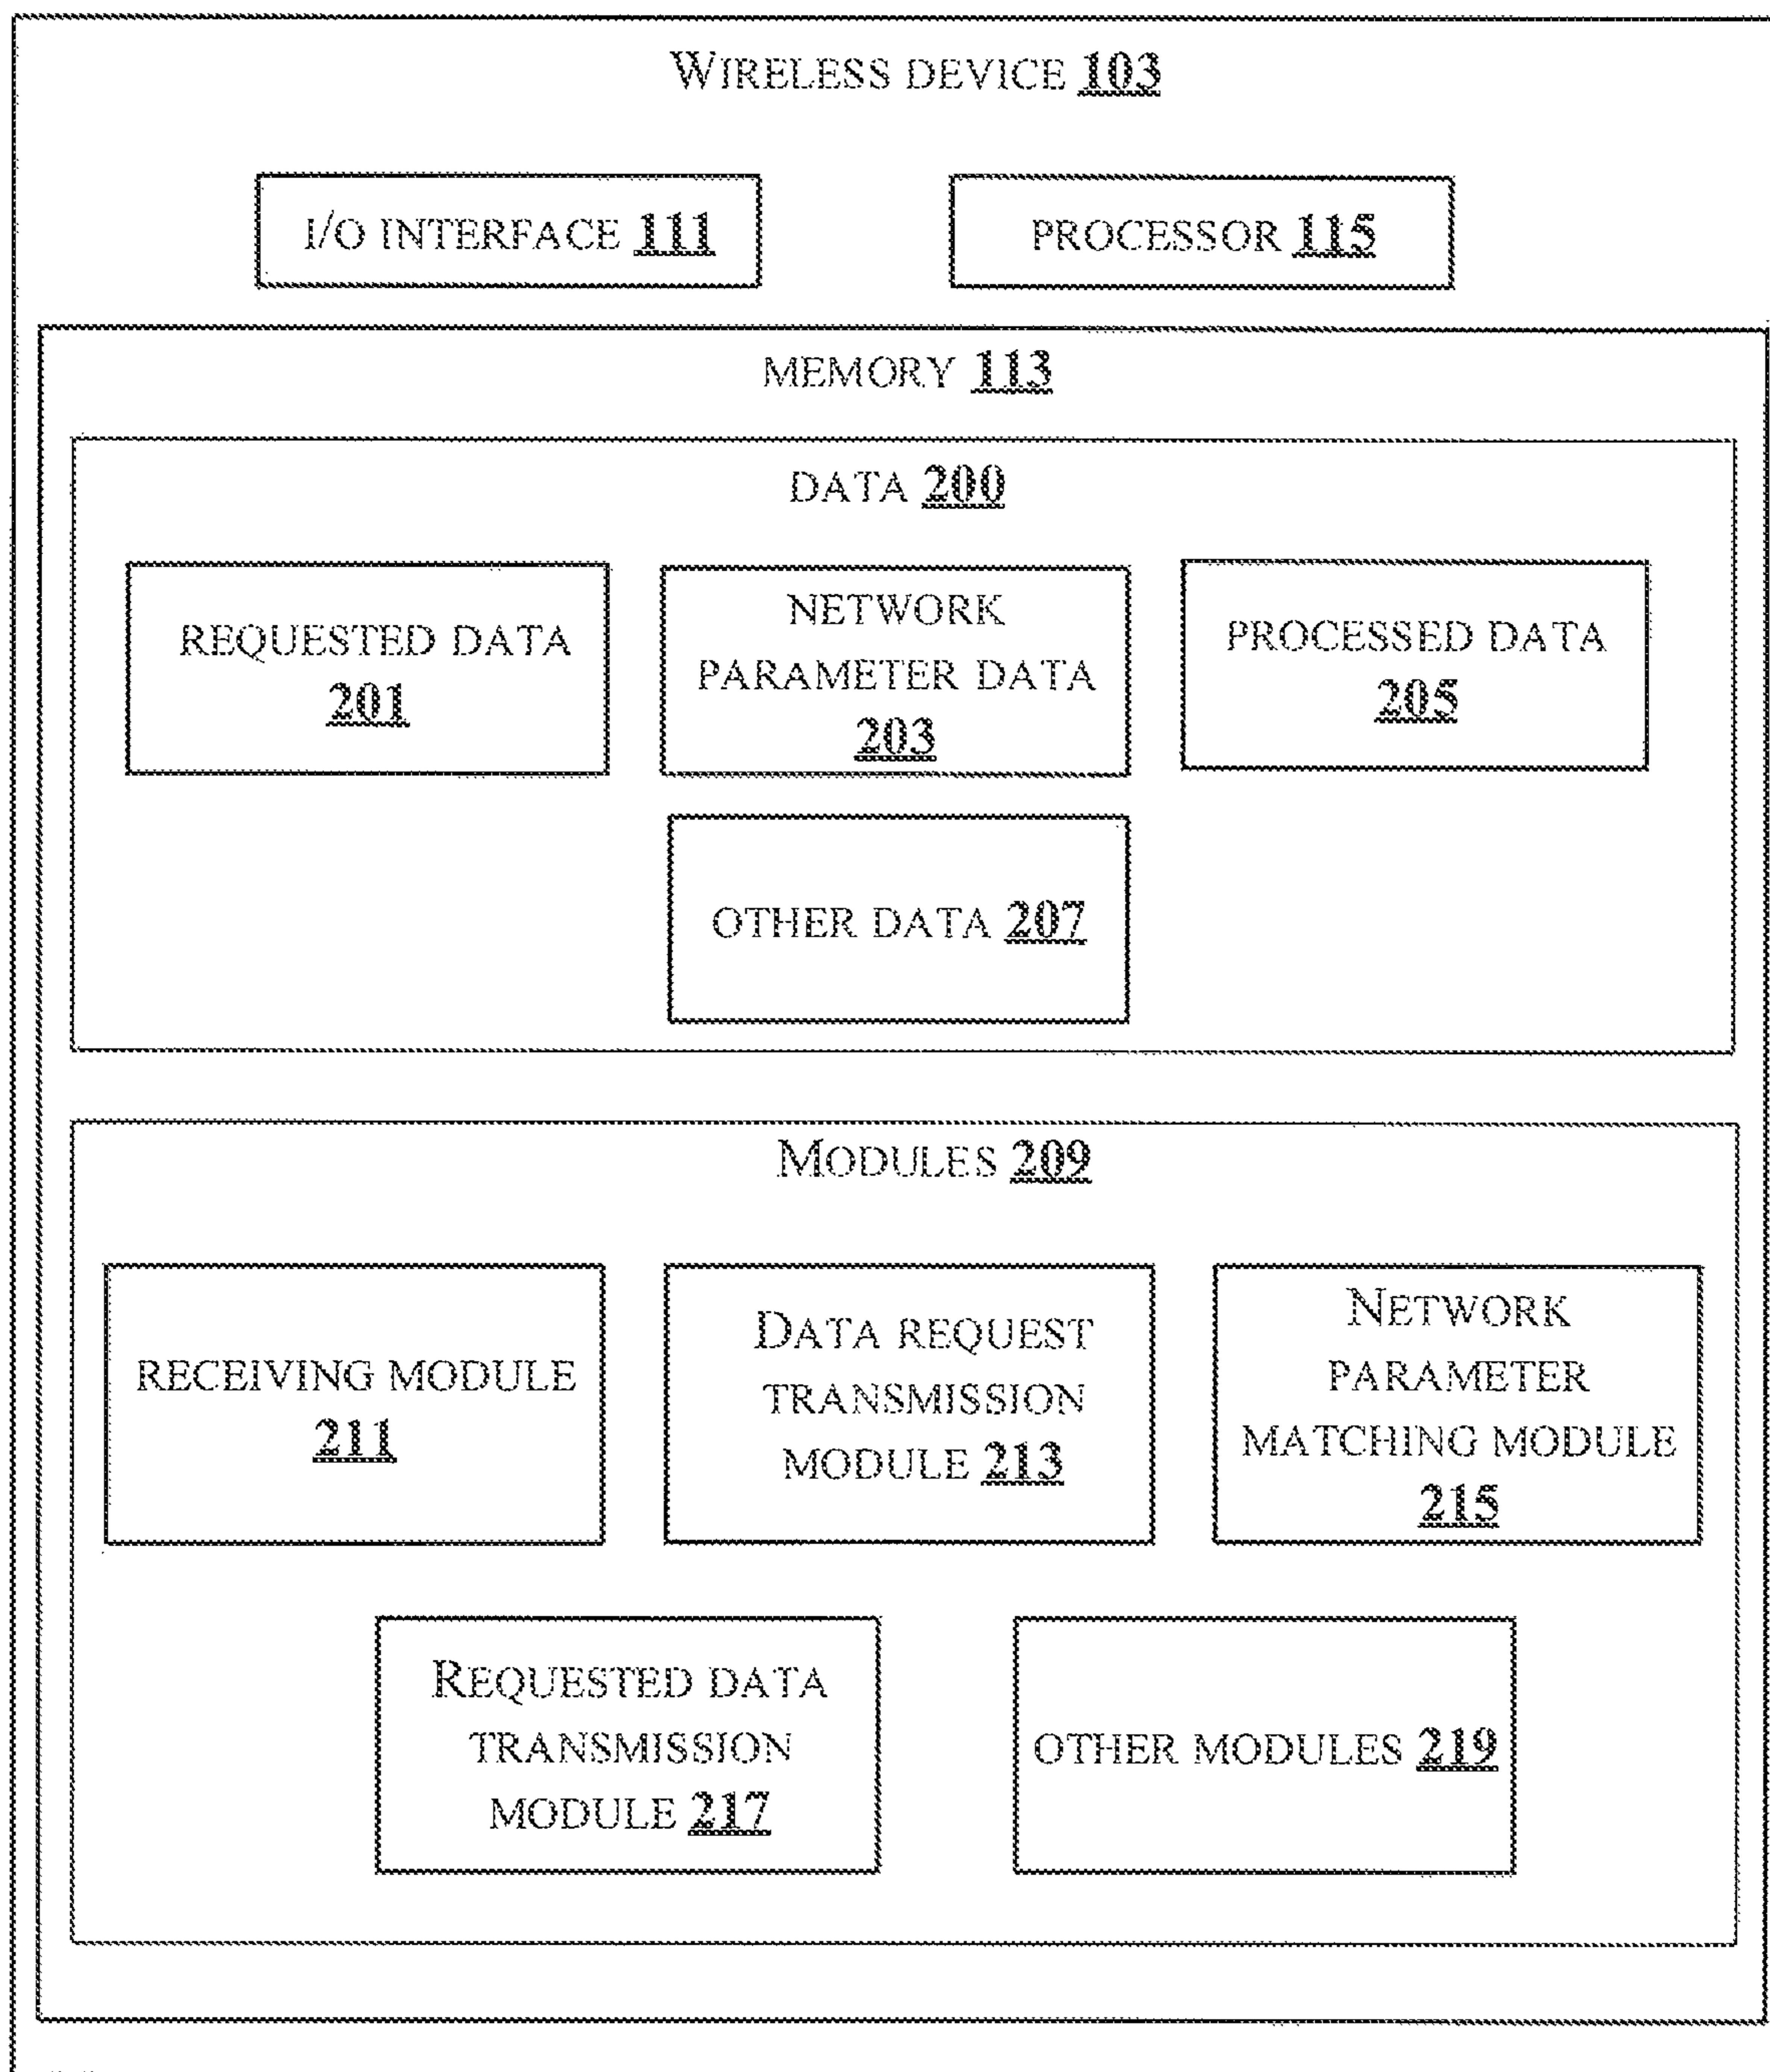 WIRELESS DEVICE 103
I/O INTERFACE 111
PROCESSOR 115
MEMORY 113
DATA 200
REQUESTED DATA
201
NETWORK
PARAMETER DATA
203
PROCESSED DATA
205
OTHER DATA 207
MODULES 209
RECEIVING MODULE
211
DATA REQUEST
TRANSMISSION
MODULE 213
NETWORK
PARAMETER
MATCHING MODULE
215
REQUESTED DATA
TRANSMISSION
MODULE 217
OTHER MODULES 219